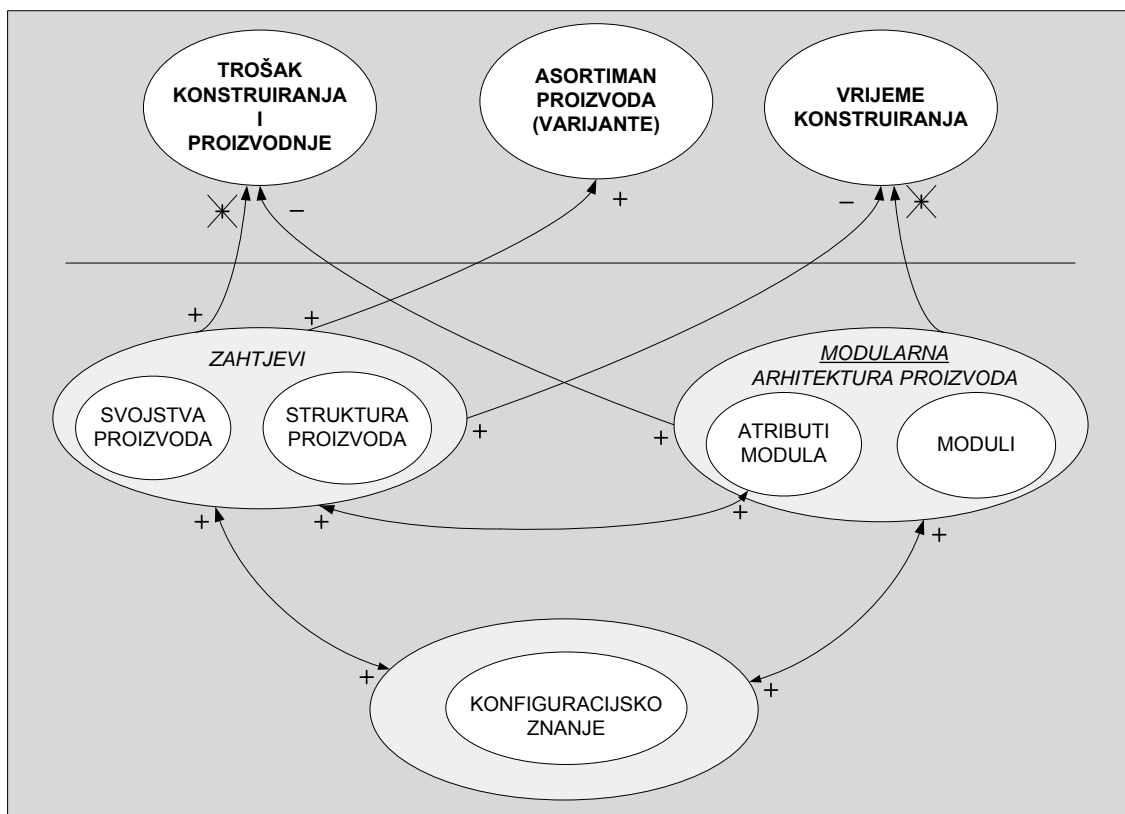 TROŠAK
KONSTRUIRANJA
I
PROIZVODNJE
ASORTIMAN
PROIZVODA
(VARIJANTE)
VRIJEME
KONSTRUIRANJA
* –
+
– *
+
+
ZAHTJEVI
SVOJSTVA
PROIZVODA
STRUKTURA
PROIZVODA
+
+
MODULARNA
ARHITEKTURA PROIZVODA
ATRIBUTI
MODULA
MODULI
+
+
+
+
+
+
KONFIGURACIJSKO
ZNANJE